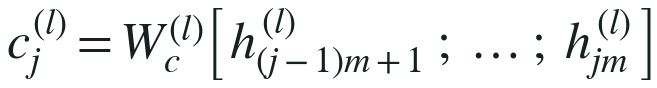 c_j^{(l)} = W_c^{(l)} [ h_{(j-1)m+1}^{(l)} ; … ; h_{jm}^{(l)} ]